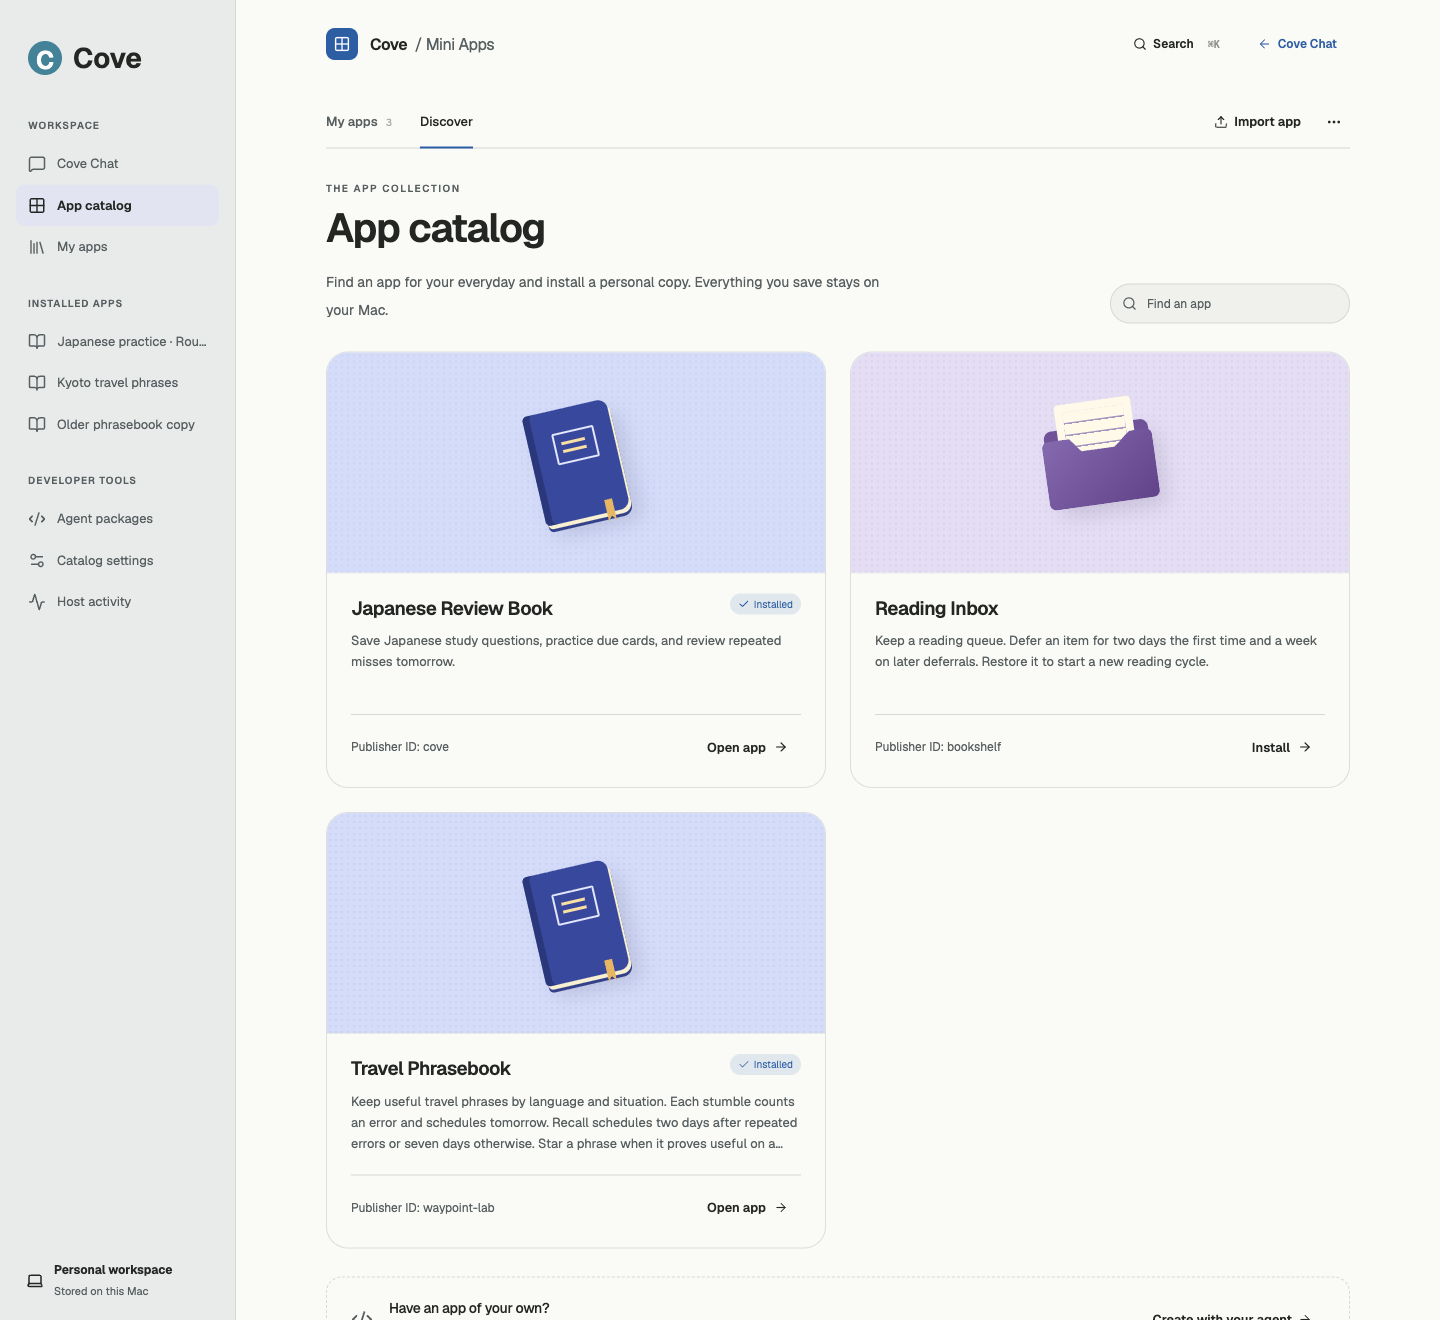 Cove
WORKSPACE
Cove Chat
App catalog
My apps
INSTALLED APPS
Japanese practice · Rou...
Kyoto travel phrases
Older phrasebook copy
DEVELOPER TOOLS
Agent packages
Catalog settings
Host activity
Personal workspace
Stored on this Mac
Cove / Mini Apps
Search ⌘K
Cove Chat
My apps 3
Discover
Import app
THE APP COLLECTION
App catalog
Find an app for your everyday and install a personal copy. Everything you save stays on
your Mac.
Find an app
Japanese Review Book
Installed
Save Japanese study questions, practice due cards, and review repeated
misses tomorrow.
Publisher ID: cove
Open app
Reading Inbox
Keep a reading queue. Defer an item for two days the first time and a week
on later deferrals. Restore it to start a new reading cycle.
Publisher ID: bookshelf
Install
Travel Phrasebook
Installed
Keep useful travel phrases by language and situation. Each stumble counts
an error and schedules tomorrow. Recall schedules two days after repeated
errors or seven days otherwise. Star a phrase when it proves useful on a...
Publisher ID: waypoint-lab
Open app
Have an app of your own?
Create with your agent